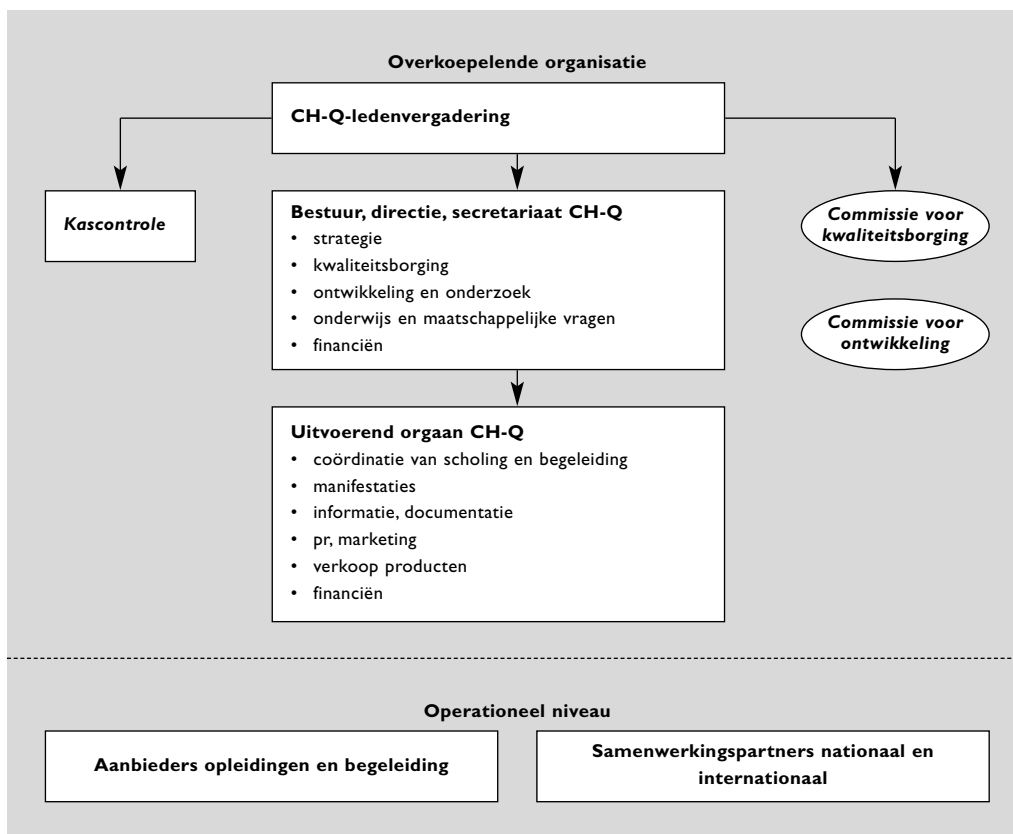 Overkoepelende organisatie
CH-Q-ledenvergadering
Kascontrole
Bestuur, directie, secretariaat CH-Q
• strategie
• kwaliteitsborging
• ontwikkeling en onderzoek
• onderwijs en maatschappelijke vragen
• financiën
Commissie voor
kwaliteitsborging
Commissie voor
ontwikkeling
Uitvoerend orgaan CH-Q
• coördinatie van scholing en begeleiding
• manifestaties
• informatie, documentatie
• pr, marketing
• verkoop producten
• financiën
Operationeel niveau
Aanbieders opleidingen en begeleiding
Samenwerkingspartners nationaal en
internationaal